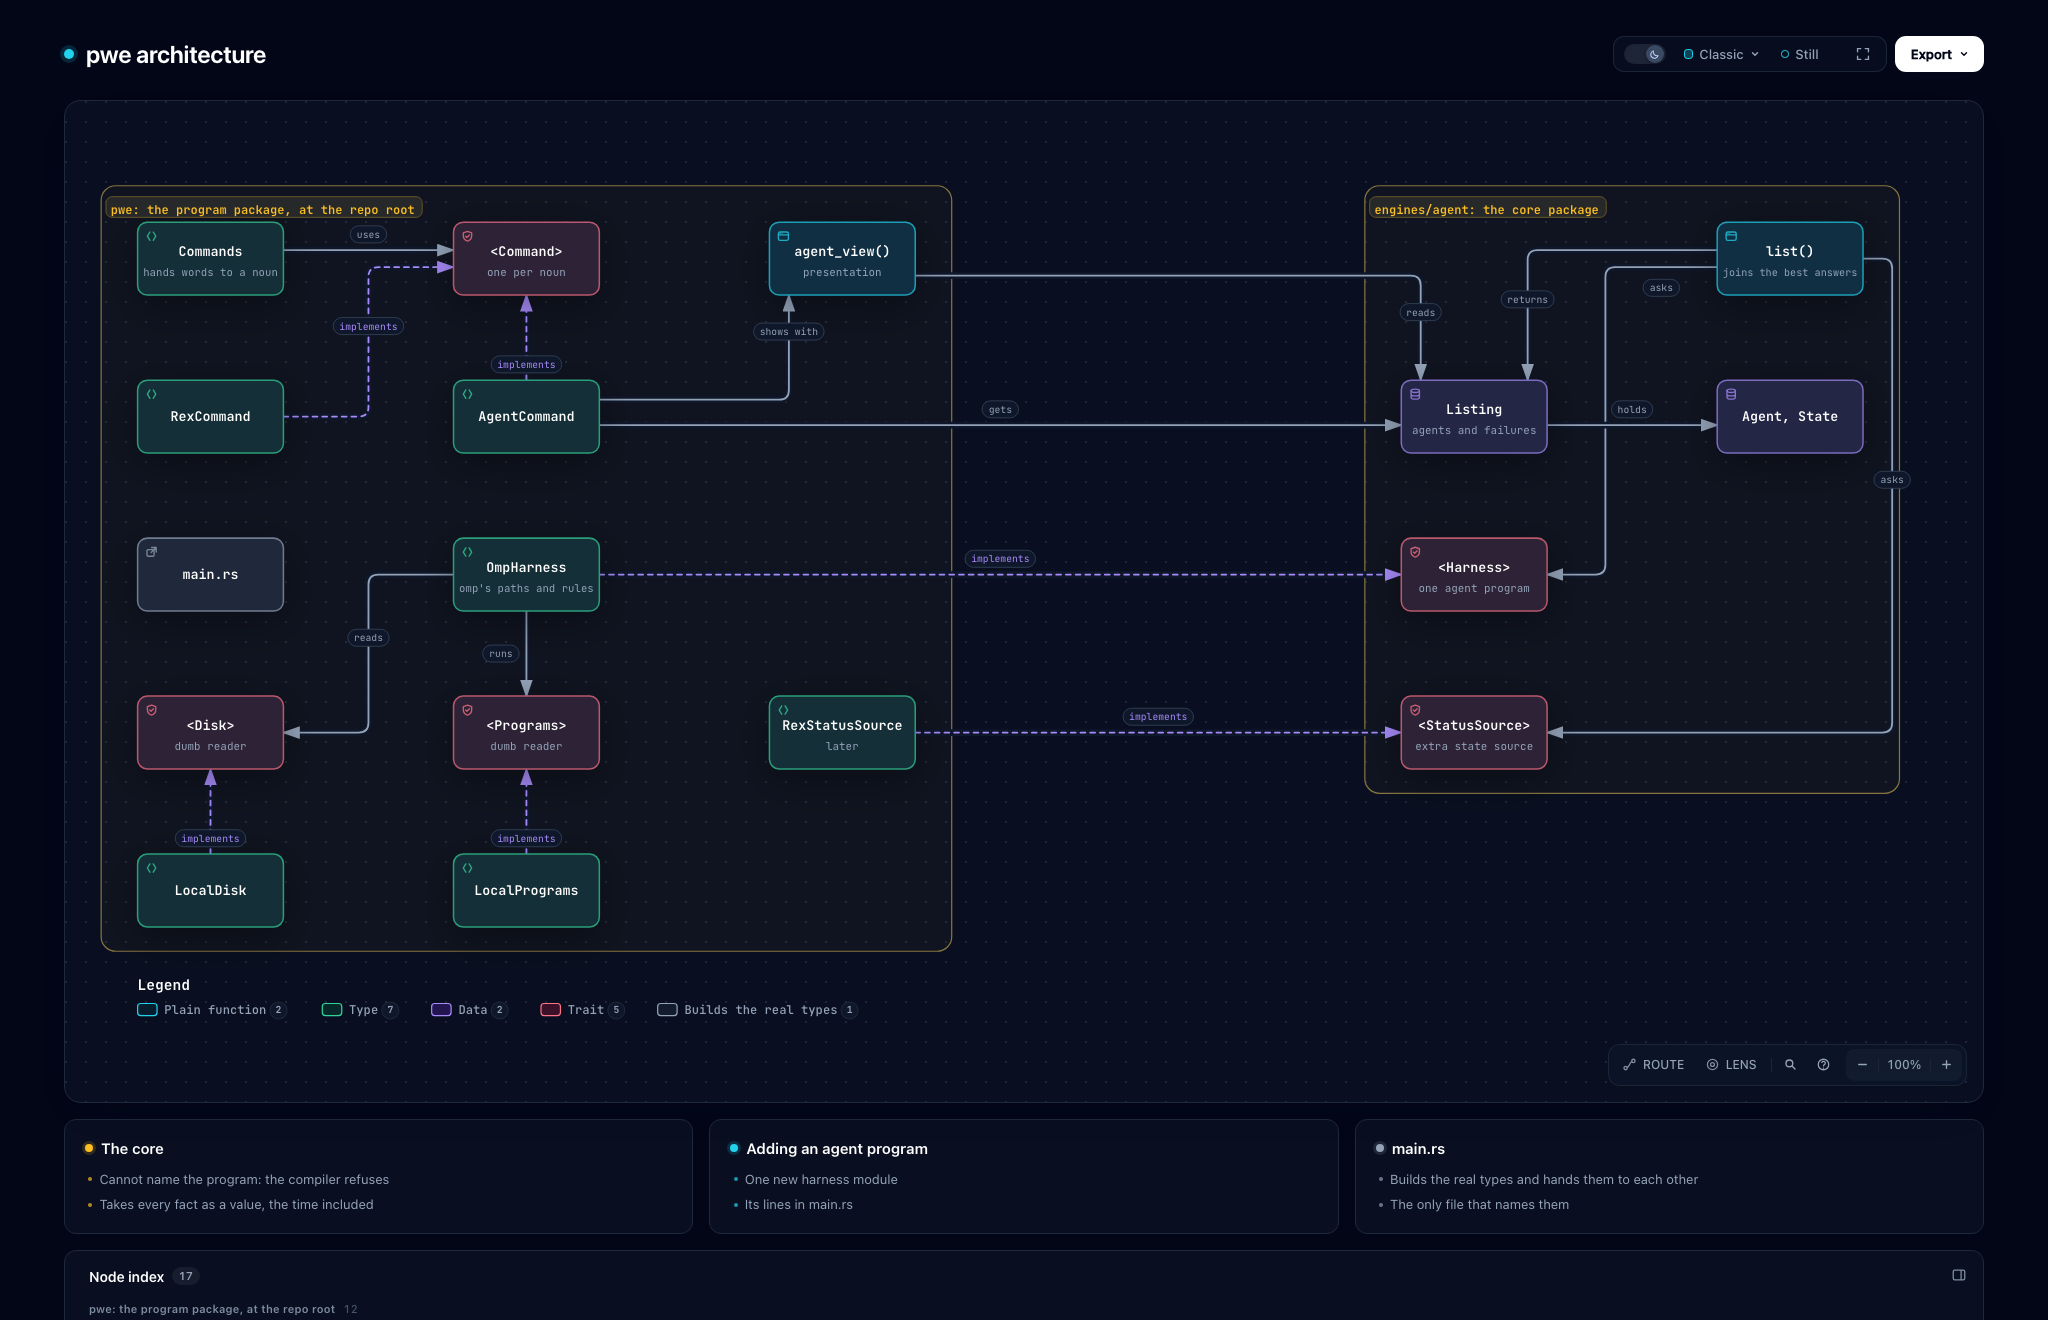 pwe architecture
Classic
Still
Export
pwe: the program package, at the repo root
engines/agent: the core package
Commands
hands words to a noun
uses
<Command>
one per noun
agent_view()
presentation
list()
joins the best answers
asks
returns
reads
implements
shows with
implements
RexCommand
AgentCommand
gets
Listing
agents and failures
holds
Agent, State
asks
main.rs
OmpHarness
omp's paths and rules
implements
<Harness>
one agent program
reads
runs
<Disk>
dumb reader
<Programs>
dumb reader
RexStatusSource
later
implements
<StatusSource>
extra state source
implements
implements
LocalDisk
LocalPrograms
Legend
Plain function 2
Type 7
Data 2
Trait 5
Builds the real types 1
ROUTE
LENS
100%
The core
Cannot name the program: the compiler refuses
Takes every fact as a value, the time included
Adding an agent program
One new harness module
Its lines in main.rs
main.rs
Builds the real types and hands them to each other
The only file that names them
Node index 17
pwe: the program package, at the repo root 12